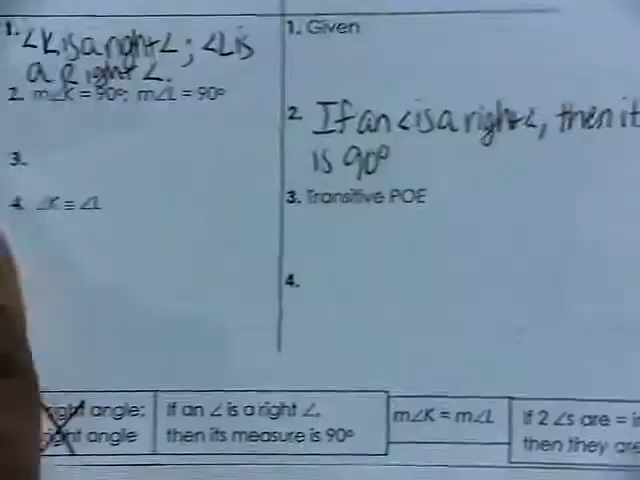 1. ∠K is a right ∠; ∠L is
a right ∠.
2. m∠K = 90°; m∠L = 90°
3.
4. ∠K ≅ ∠L
1. Given
2. If an ∠ is a right ∠, then it
is 90°
3. Transitive POE
4.
right angle;
right angle
If an ∠ is a right ∠,
then its measure is 90°
m∠K = m∠L
If 2 ∠s are =
then they are